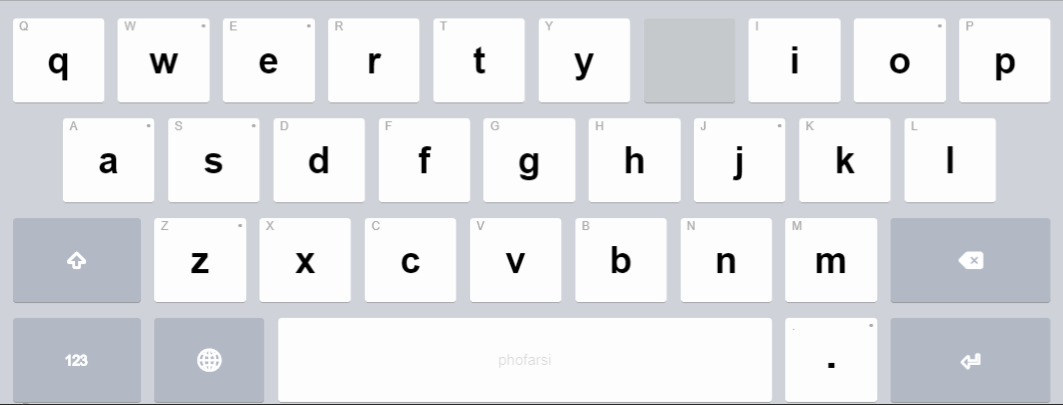 Q W • E • R T Y I • O P
q w e r t y i o p
A • S • D F G H J • K L
a s d f g h j k l
Z • X C V B N M
z x c v b n m
123 phofarsi .